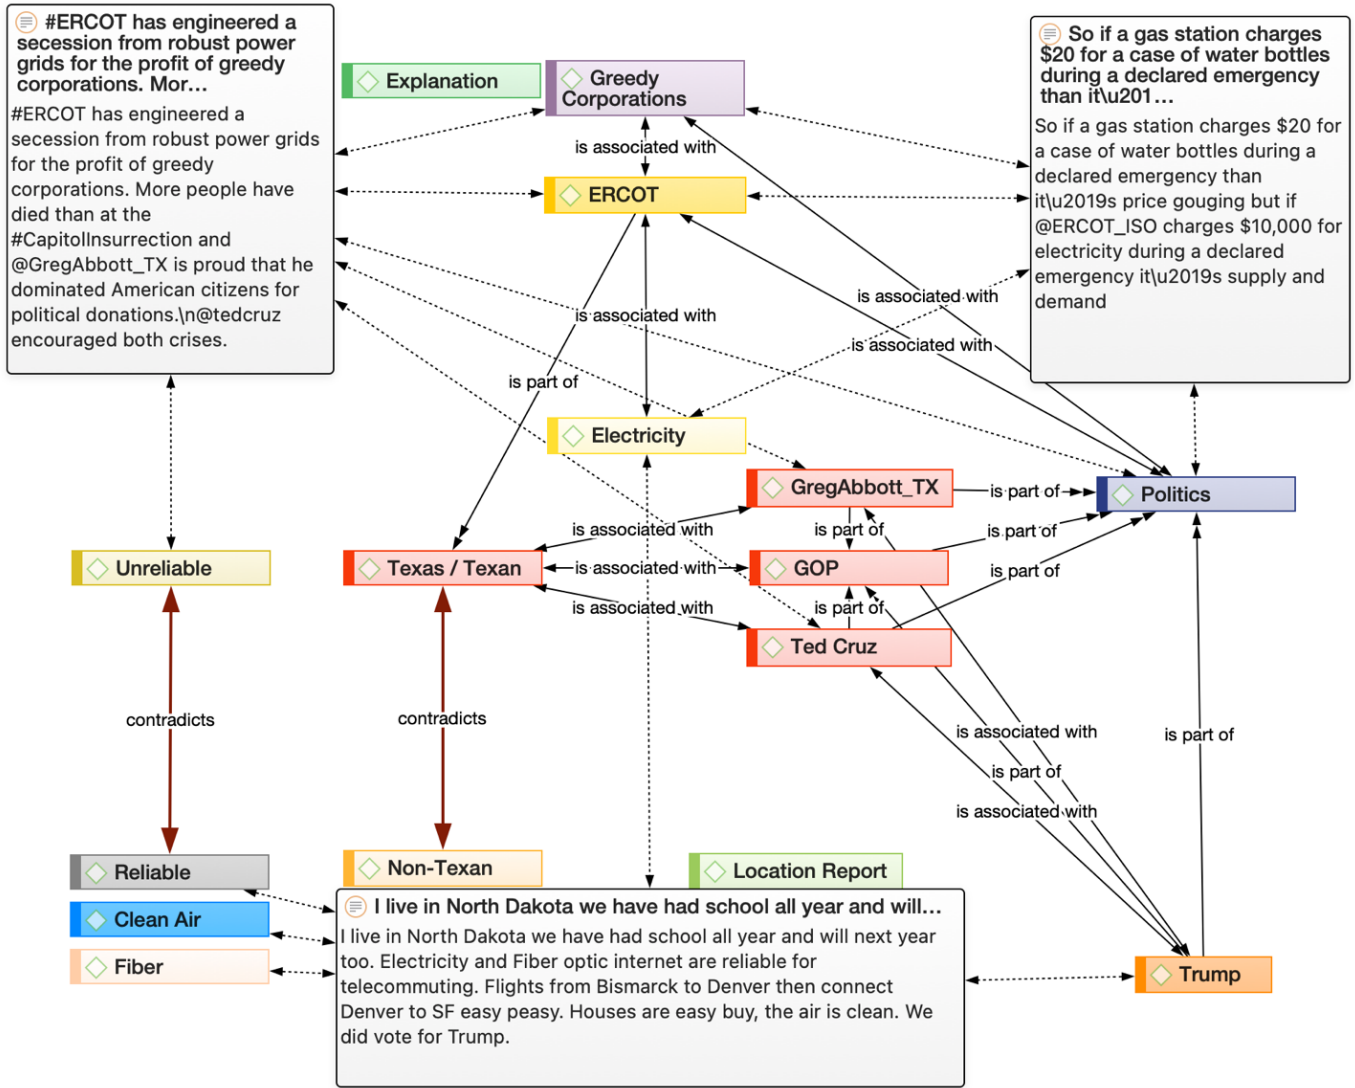 #ERCOT has engineered a
secession from robust power
grids for the profit of greedy
corporations. Mor...
#ERCOT has engineered a
secession from robust power grids
for the profit of greedy
corporations. More people have
died than at the
#CapitolInsurrection and
@GregAbbott_TX is proud that he
dominated American citizens for
political donations.\n@tedcruz
encouraged both crises.
Explanation
Greedy
Corporations
So if a gas station charges
$20 for a case of water bottles
during a declared emergency
than it\u201...
So if a gas station charges $20 for
a case of water bottles during a
declared emergency than
it\u2019s price gouging but if
@ERCOT_ISO charges $10,000 for
electricity during a declared
emergency it\u2019s supply and
demand
is associated with
ERCOT
is associated with
is associated with
is associated with
is part of
Electricity
GregAbbott_TX
is part of
Politics
is associated with
is part of
is part of
Unreliable
Texas / Texan
is associated with
GOP
is part of
is associated with
is part of
Ted Cruz
contradicts
contradicts
is associated with
is part of
is part of
is associated with
Reliable
Non-Texan
Location Report
Clean Air
Fiber
I live in North Dakota we have had school all year and will...
I live in North Dakota we have had school all year and will next year
too. Electricity and Fiber optic internet are reliable for
telecommuting. Flights from Bismarck to Denver then connect
Denver to SF easy peasy. Houses are easy buy, the air is clean. We
did vote for Trump.
Trump